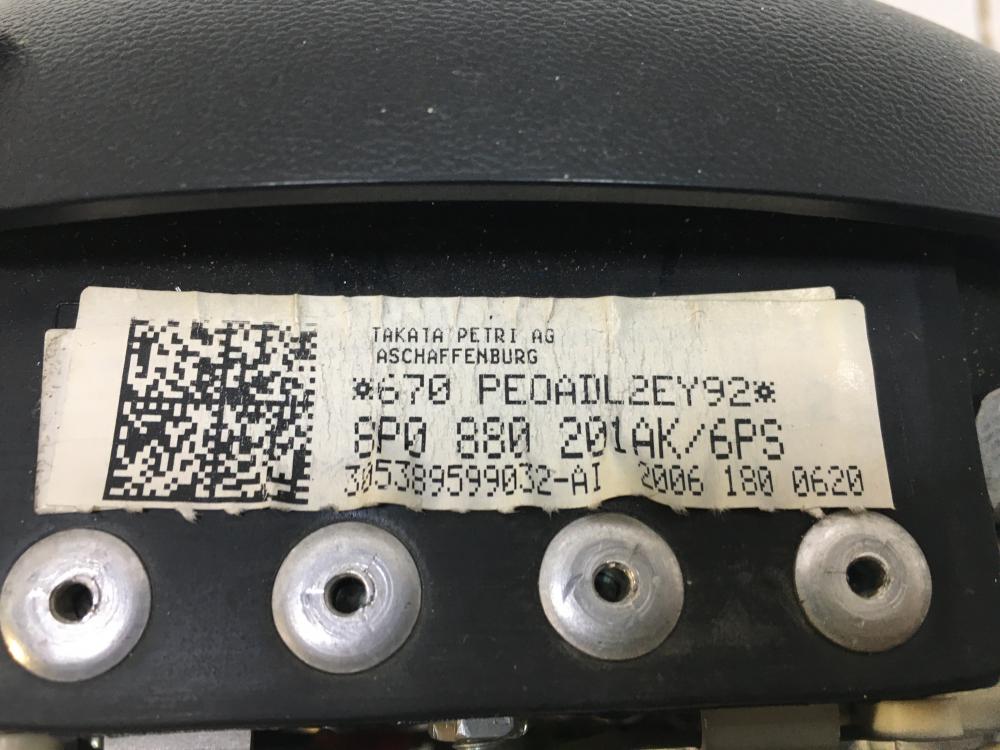 TAKATA PETRI AG
ASCHAFFENBURG
*670 PEOADL2EY92*
8P0 880 201AK/6PS
305389599032-AI 2006 180 0620